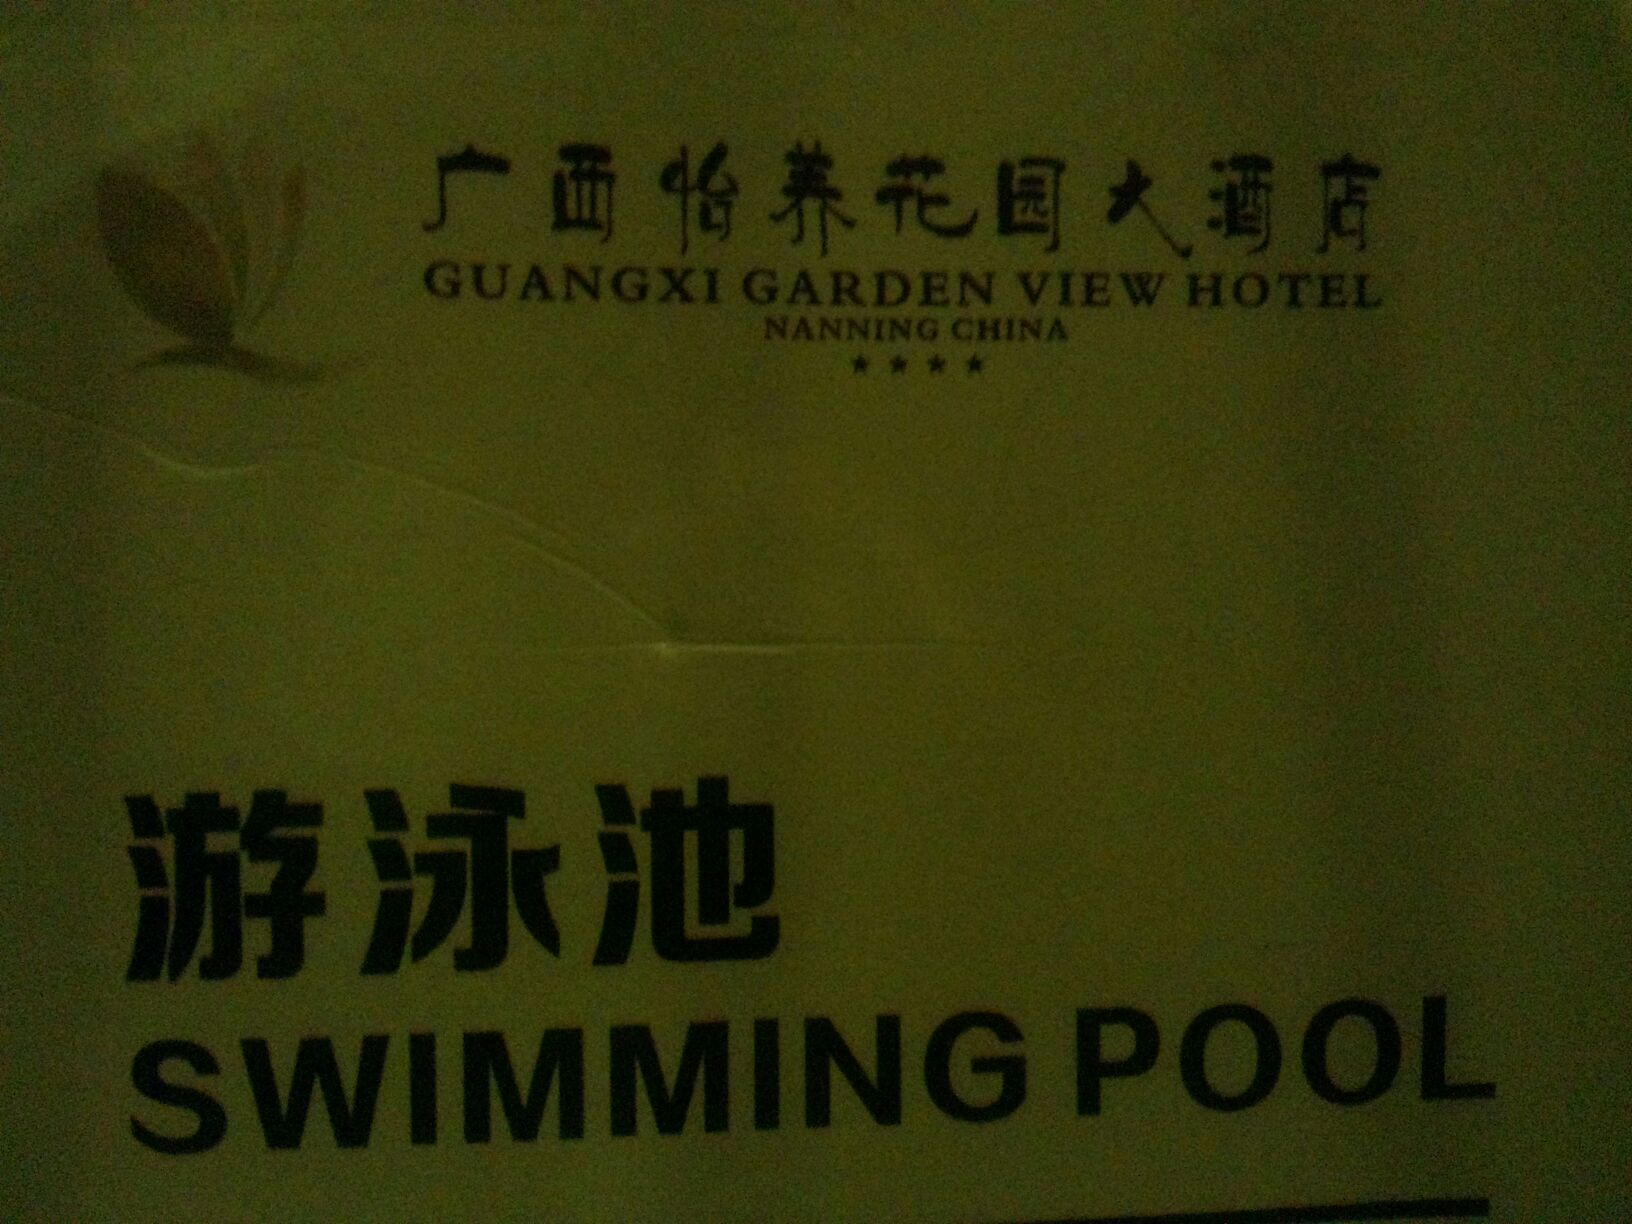 广西怡养花园大酒店
GUANGXI GARDEN VIEW HOTEL
NANNING CHINA
★★★★
游泳池
SWIMMING POOL